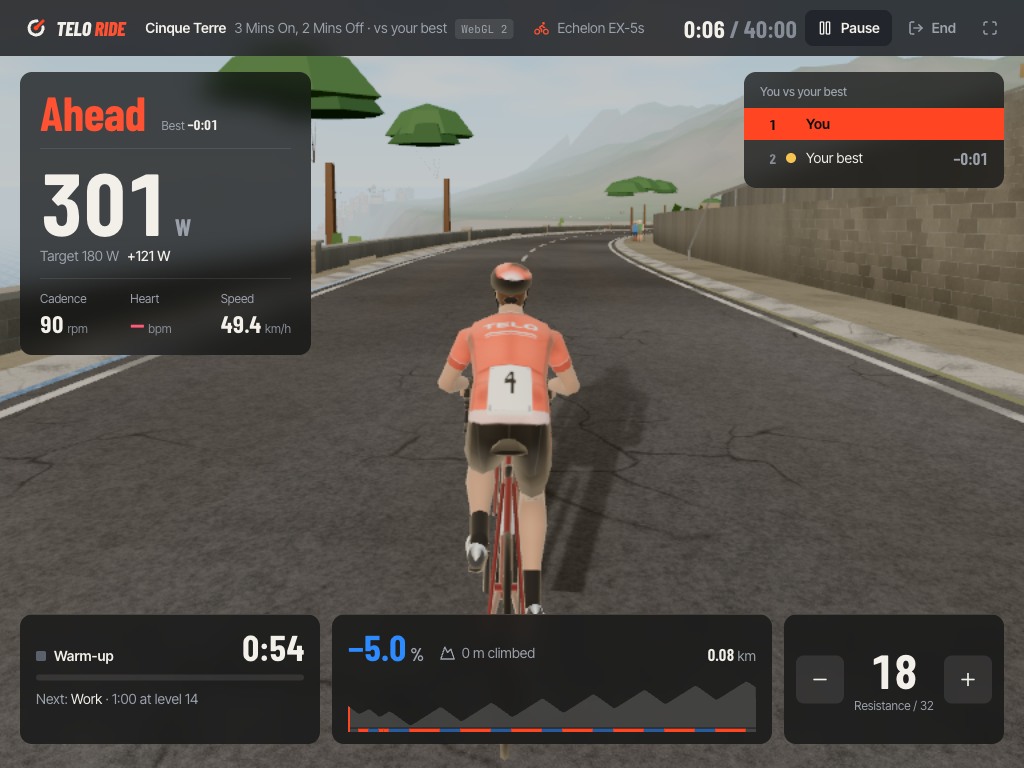 TELO RIDE
Cinque Terre 3 Mins On, 2 Mins Off · vs your best WebGL 2
Echelon EX-5s
0:06 / 40:00
Pause
End
Ahead Best −0:01
301 W
Target 180 W +121 W
Cadence Heart Speed
90 rpm — bpm 49.4 km/h
You vs your best
1 You
2 Your best −0:01
TELO
4
Warm-up 0:54
Next: Work · 1:00 at level 14
−5.0 % 0 m climbed 0.08 km
− 18 +
Resistance / 32